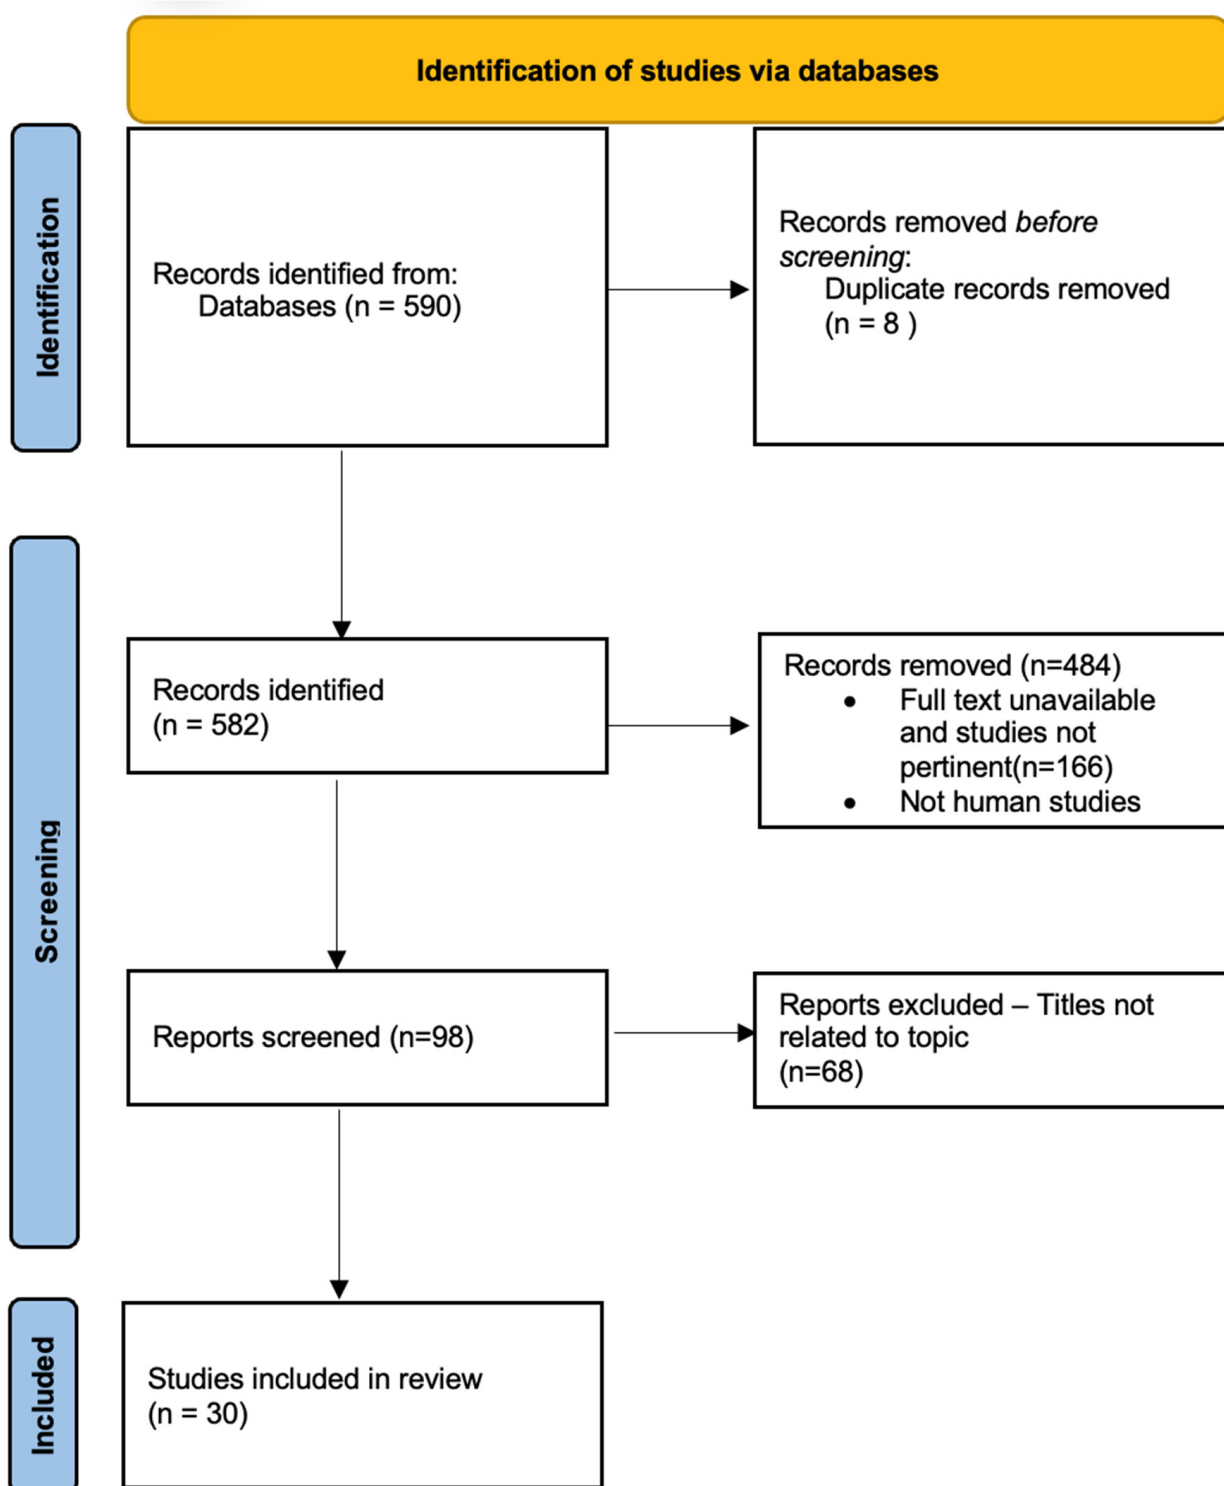 Identification of studies via databases
Identification
Records identified from:
Databases (n = 590)
Records removed before
screening:
Duplicate records removed
(n = 8 )
Screening
Records identified
(n = 582)
Records removed (n=484)
• Full text unavailable
and studies not
pertinent(n=166)
• Not human studies
Reports screened (n=98)
Reports excluded – Titles not
related to topic
(n=68)
Included
Studies included in review
(n = 30)